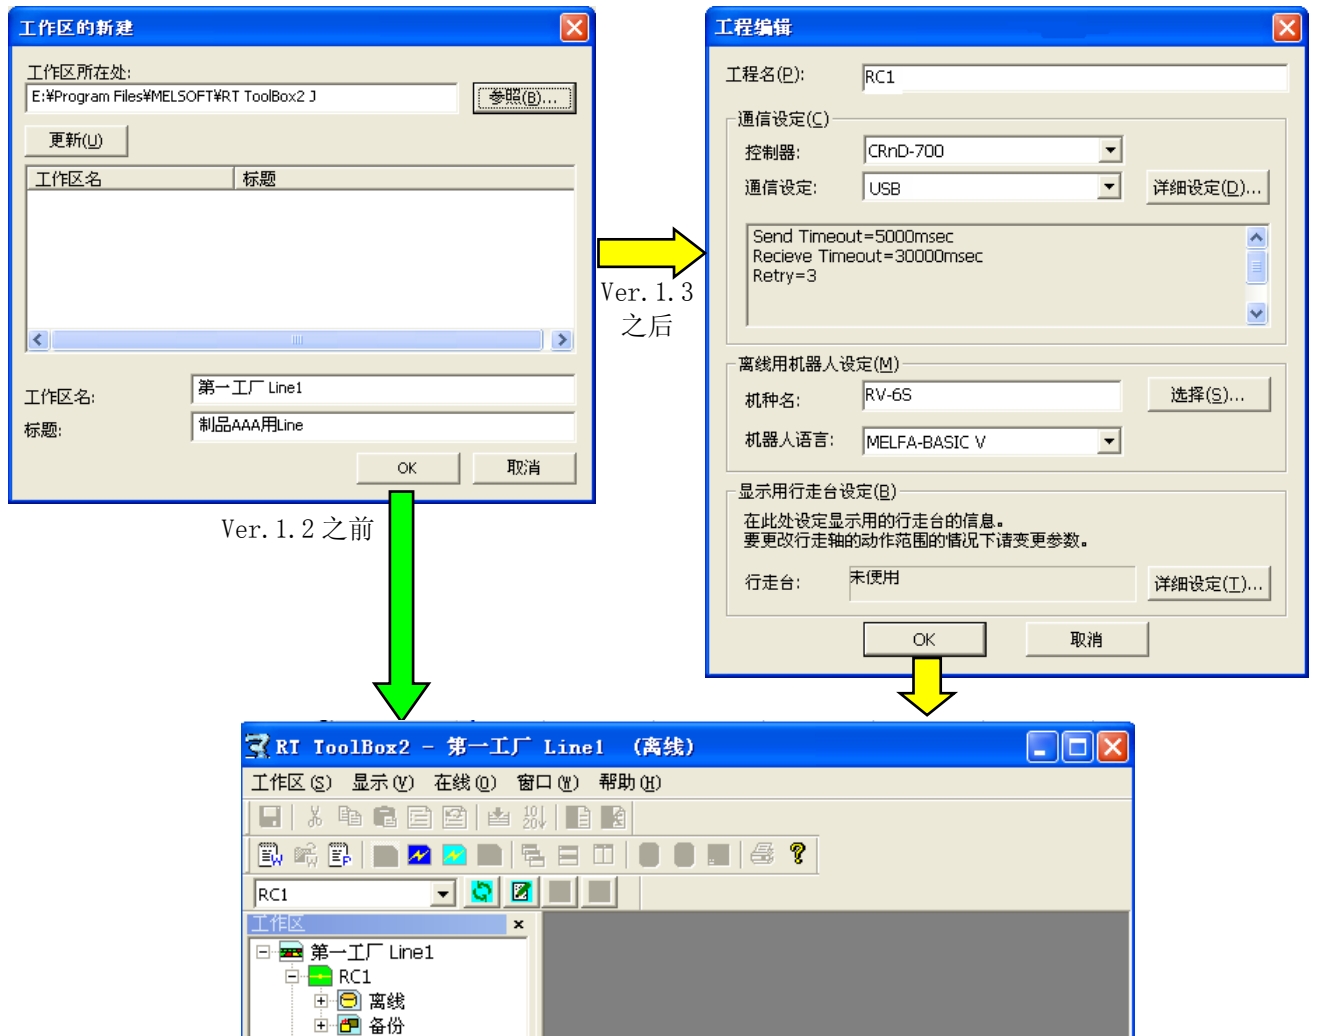 工作区的新建
工作区所在处:
E:¥Program Files¥MELSOFT¥RT ToolBox2 J
参照(B)...
更新(U)
工作区名 标题
工作区名: 第一工厂 Line1
标题: 制品AAA用Line
OK 取消
Ver.1.2之前
Ver.1.3
之后
工程编辑
工程名(P): RC1
通信设定(C)
控制器: CRnD-700
通信设定: USB 详细设定(D)...
Send Timeout=5000msec
Recieve Timeout=30000msec
Retry=3
离线用机器人设定(M)
机种名: RV-6S 选择(S)...
机器人语言: MELFA-BASIC V
显示用行走台设定(B)
在此处设定显示用的行走台的信息。
要更改行走轴的动作范围的情况下请变更参数。
行走台: 未使用 详细设定(T)...
OK 取消
RT ToolBox2 - 第一工厂 Line1 (离线)
工作区(S) 显示(V) 在线(O) 窗口(W) 帮助(H)
RC1
工作区
第一工厂 Line1
RC1
离线
备份